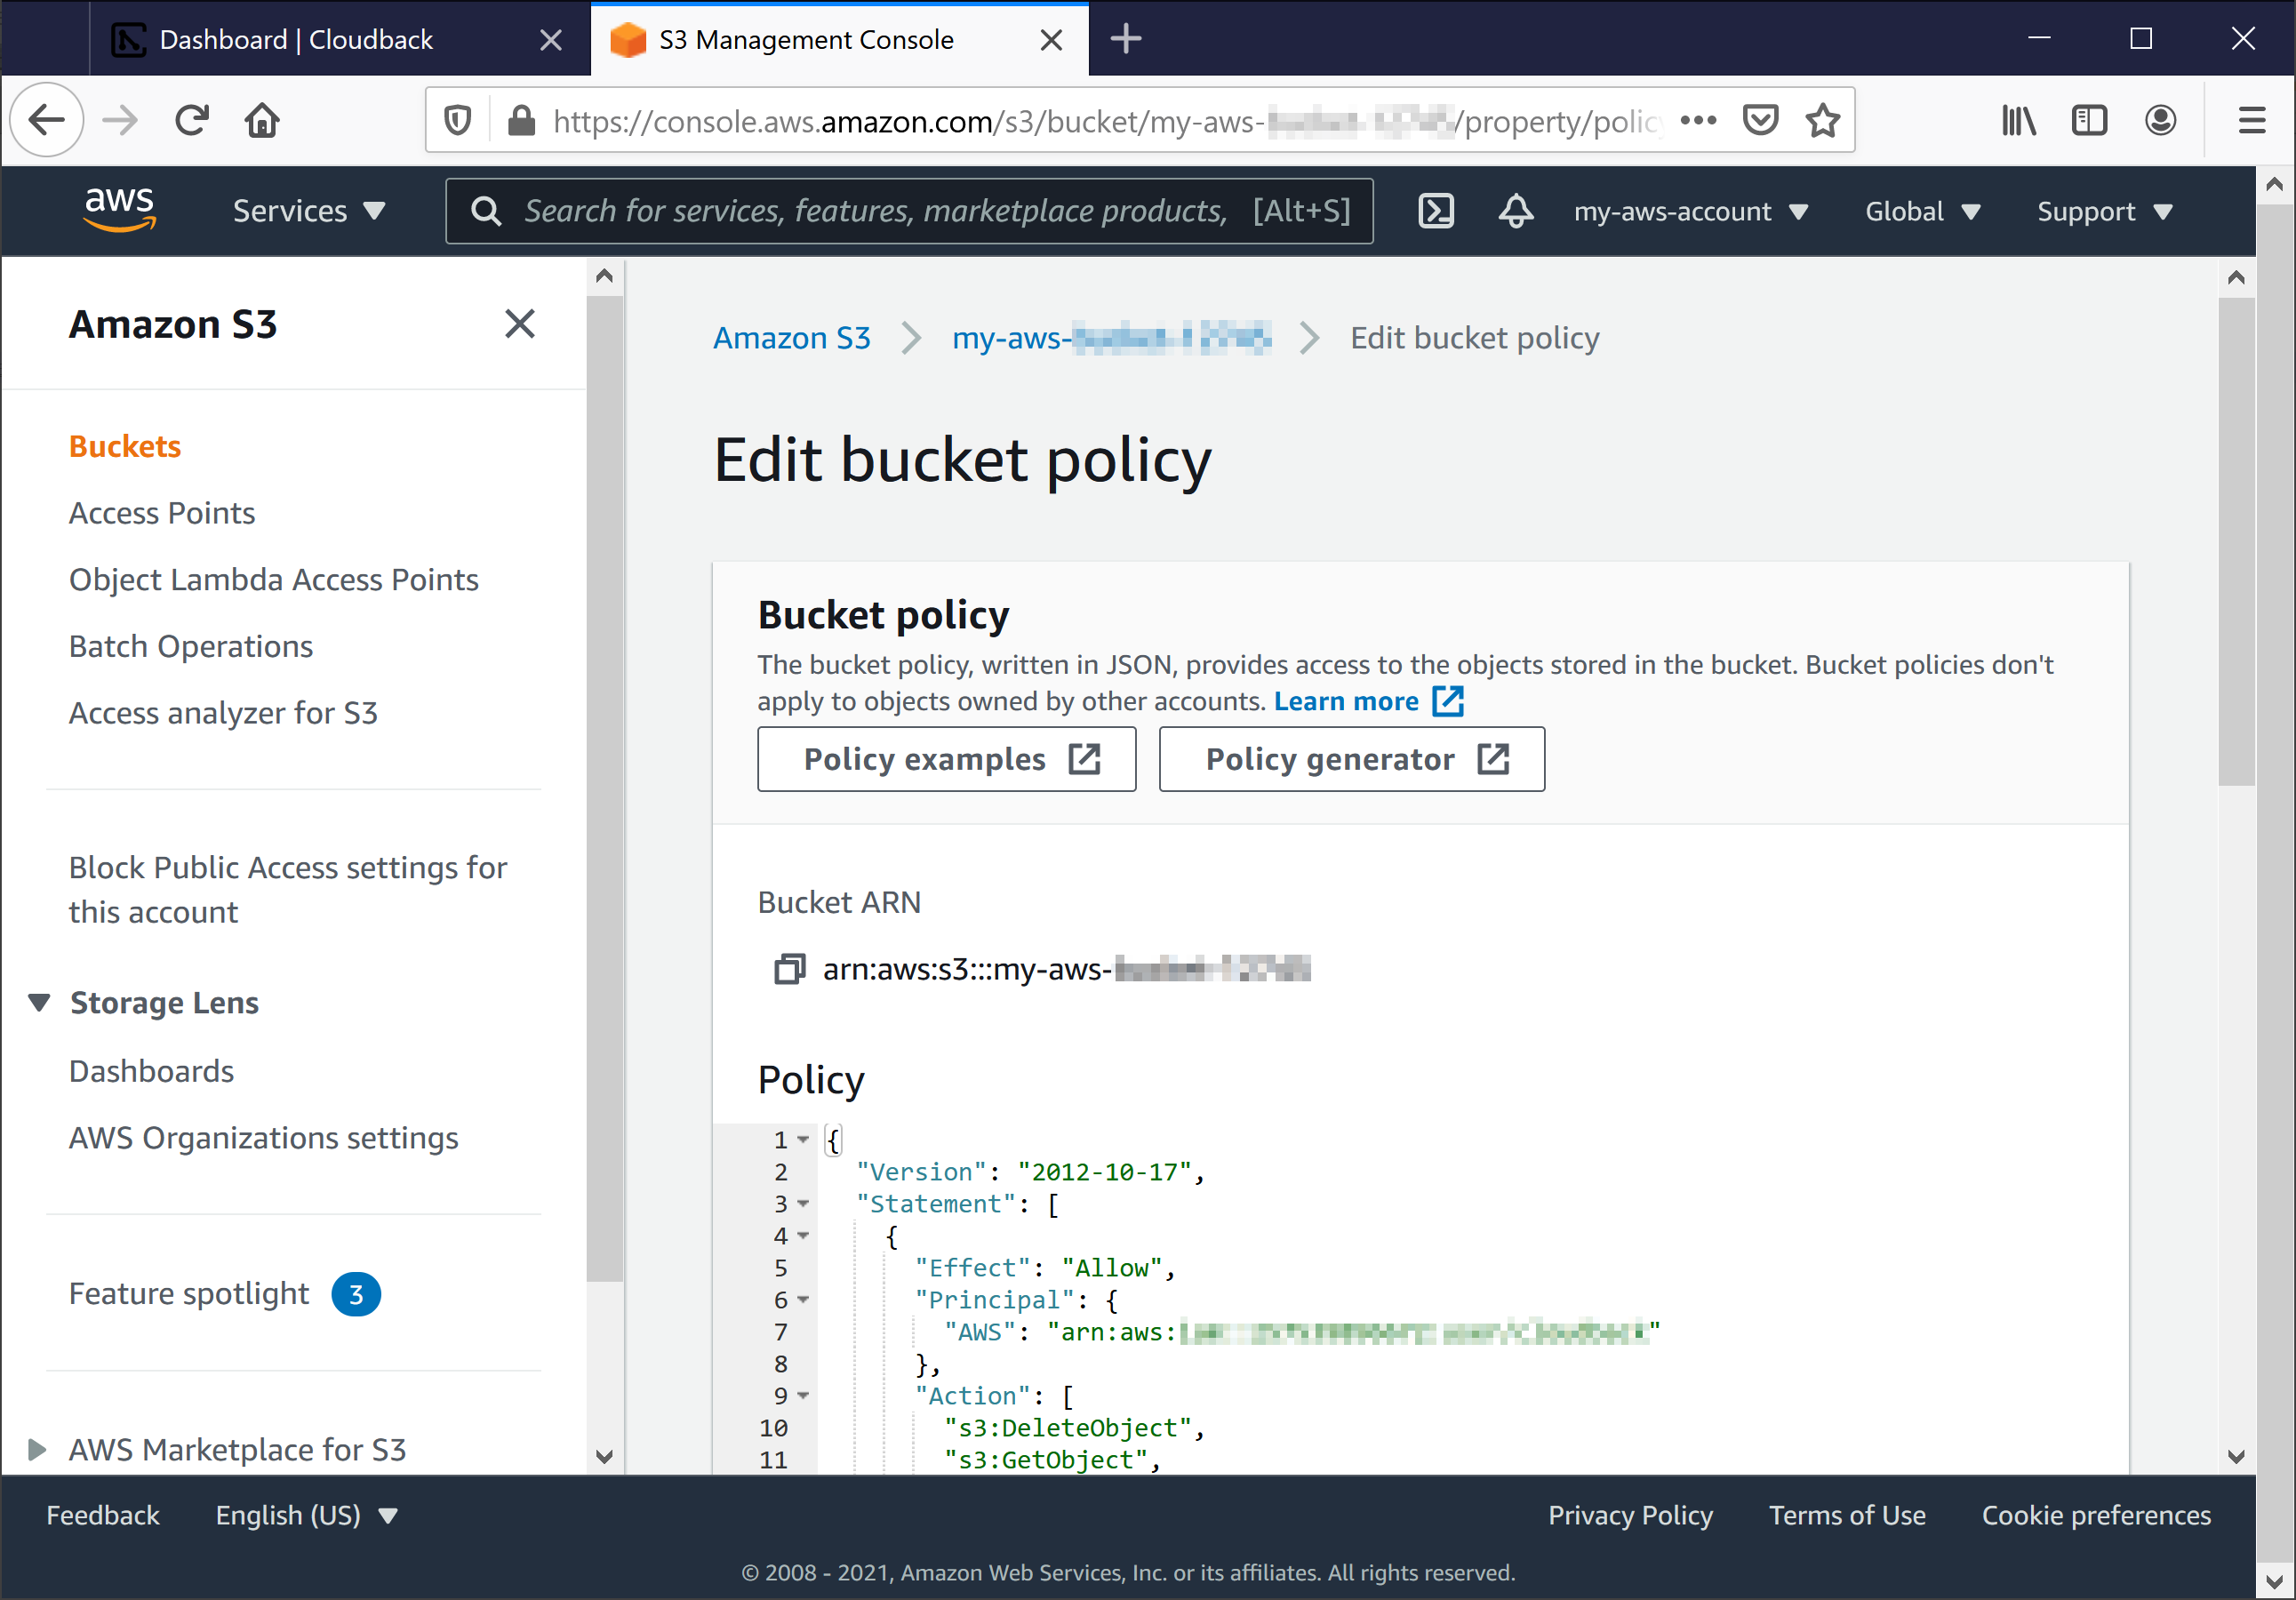 Dashboard | Cloudback
S3 Management Console
https://console.aws.amazon.com/s3/bucket/my-aws- /property/policy
aws
Services
Search for services, features, marketplace products, [Alt+S]
my-aws-account
Global
Support
Amazon S3
Buckets
Access Points
Object Lambda Access Points
Batch Operations
Access analyzer for S3
Block Public Access settings for
this account
Storage Lens
Dashboards
AWS Organizations settings
Feature spotlight 3
AWS Marketplace for S3
Amazon S3
my-aws-
Edit bucket policy
Edit bucket policy
Bucket policy
The bucket policy, written in JSON, provides access to the objects stored in the bucket. Bucket policies don't
apply to objects owned by other accounts. Learn more
Policy examples
Policy generator
Bucket ARN
arn:aws:s3:::my-aws-
Policy
1 {
2 "Version": "2012-10-17",
3 "Statement": [
4 {
5 "Effect": "Allow",
6 "Principal": {
7 "AWS": "arn:aws: "
8 },
9 "Action": [
10 "s3:DeleteObject",
11 "s3:GetObject",
Feedback
English (US)
Privacy Policy
Terms of Use
Cookie preferences
© 2008 - 2021, Amazon Web Services, Inc. or its affiliates. All rights reserved.